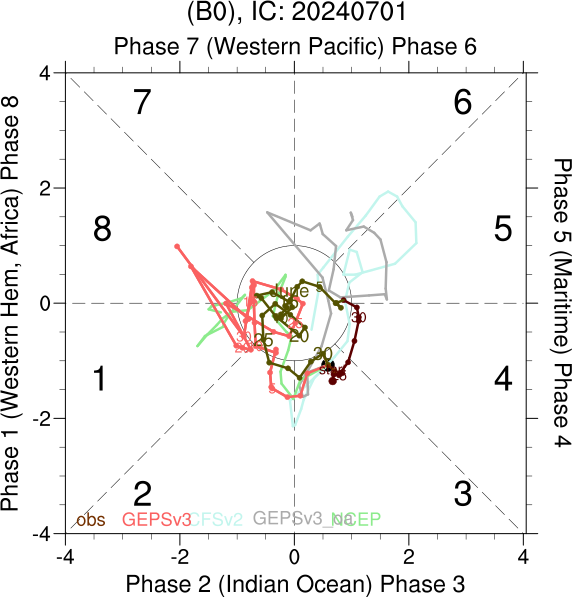 (B0), IC: 20240701
Phase 7 (Western Pacific) Phase 6
4
7
6
Phase 1 (Western Hem, Africa) Phase 8
Phase 5 (Maritime) Phase 4
2
8
5
June
5
0
30
25
20
30
1
4
-2
2
3
obs
GEPSv3
CFSv2
GEPSv3_oa
NCEP
-4
-4 -2 0 2 4
Phase 2 (Indian Ocean) Phase 3